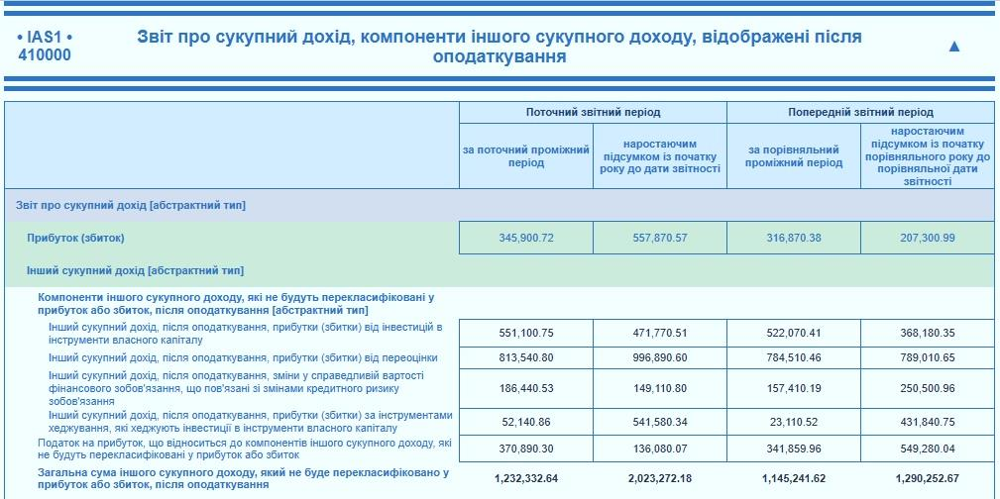 • IAS1 •
410000
Звіт про сукупний дохід, компоненти іншого сукупного доходу, відображені після
оподаткування
▲
Поточний звітний період Попередній звітний період
за поточний проміжний
період
наростаючим
підсумком із початку
року до дати звітності
за порівняльний
проміжний період
наростаючим
підсумком із початку
порівняльного року до
порівняльної дати
звітності
Звіт про сукупний дохід [абстрактний тип]
Прибуток (збиток) 345,900.72 557,870.57 316,870.38 207,300.99
Інший сукупний дохід [абстрактний тип]
Компоненти іншого сукупного доходу, які не будуть перекласифіковані у
прибуток або збиток, після оподаткування [абстрактний тип]
Інший сукупний дохід, після оподаткування, прибутки (збитки) від інвестицій в
інструменти власного капіталу
551,100.75 471,770.51 522,070.41 368,180.35
Інший сукупний дохід, після оподаткування, прибутки (збитки) від переоцінки 813,540.80 996,890.60 784,510.46 789,010.65
Інший сукупний дохід, після оподаткування, зміни у справедливій вартості
фінансового зобов'язання, що пов'язані зі змінами кредитного ризику
зобов'язання
186,440.53 149,110.80 157,410.19 250,500.96
Інший сукупний дохід, після оподаткування, прибутки (збитки) за інструментами
хеджування, які хеджують інвестиції в інструменти власного капіталу
52,140.86 541,580.34 23,110.52 431,840.75
Податок на прибуток, що відноситься до компонентів іншого сукупного доходу, які
не будуть перекласифіковані у прибуток або збиток
370,890.30 136,080.07 341,859.96 549,280.04
Загальна сума іншого сукупного доходу, який не буде перекласифіковано у
прибуток або збиток, після оподаткування
1,232,332.64 2,023,272.18 1,145,241.62 1,290,252.67